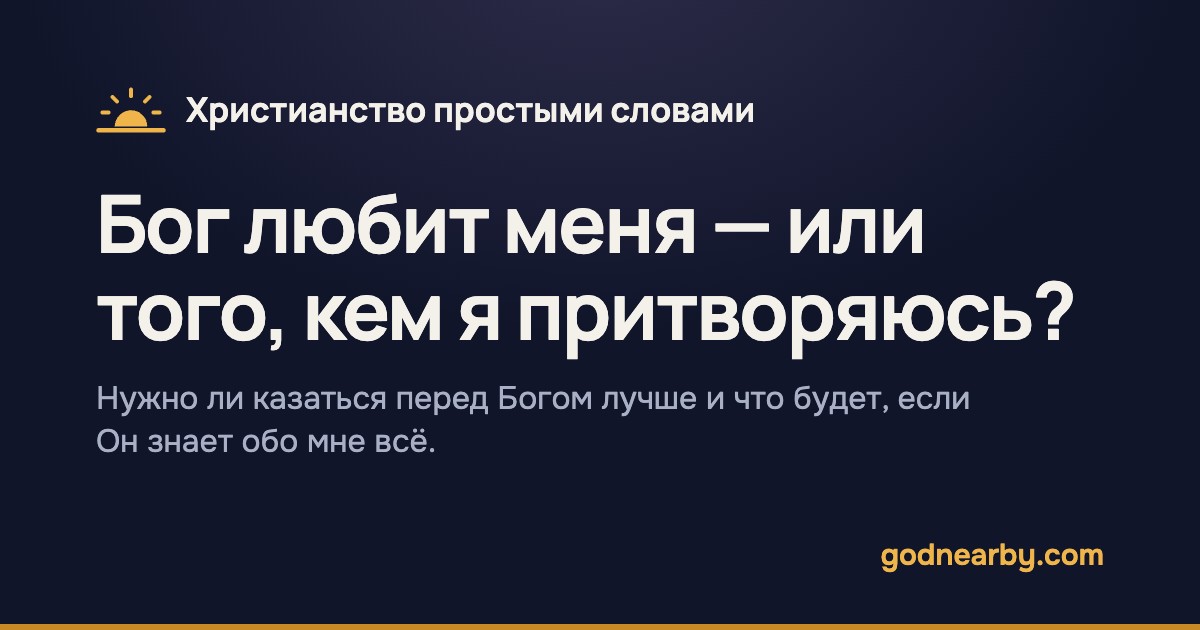 Христианство простыми словами
Бог любит меня — или
того, кем я притворяюсь?
Нужно ли казаться перед Богом лучше и что будет, если
Он знает обо мне всё.
godnearby.com